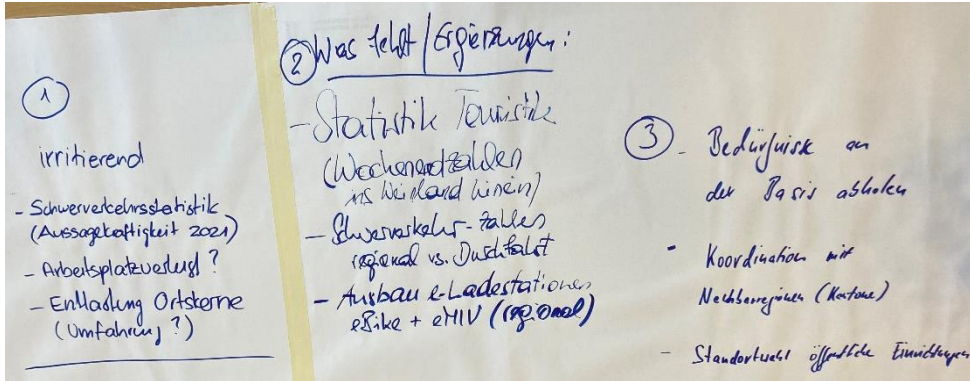 1
irritierend
- Schwerverkehrsstatistik
(Aussagekräftigkeit 2021)
- Arbeitsplatzverlust?
- Entlastung Ortskerne
(Umfahrung?)
2 Was fehlt / Ergänzungen:
- Statistik Touristik
(Wochenendzahlen
ins Weinland hinein)
- Schwerverkehr-Zahlen
regional vs. Duchfahrt
- Ausbau e-Ladestationen
eBike + eMIV (regional)
3 - Bedürfnisse an
der Basis abholen
- Koordination mit
Nachbarregionen (Kantone)
- Standortwahl öffentliche Einrichtungen